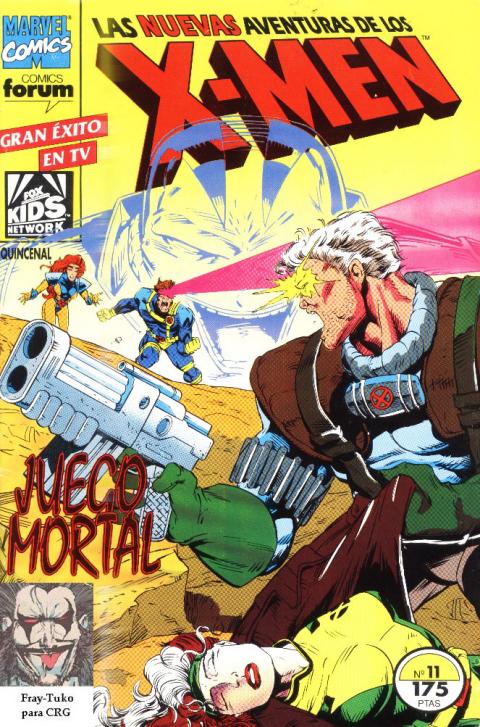 MARVEL
COMICS
M
COMICS
forum
GRAN ÉXITO
EN TV
FOX
KIDS
NETWORK
QUINCENAL
LAS NUEVAS AVENTURAS DE LOS
X-MEN™
JUEGO
MORTAL
Fray-Tuko
para CRG
Nº 11
175
PTAS